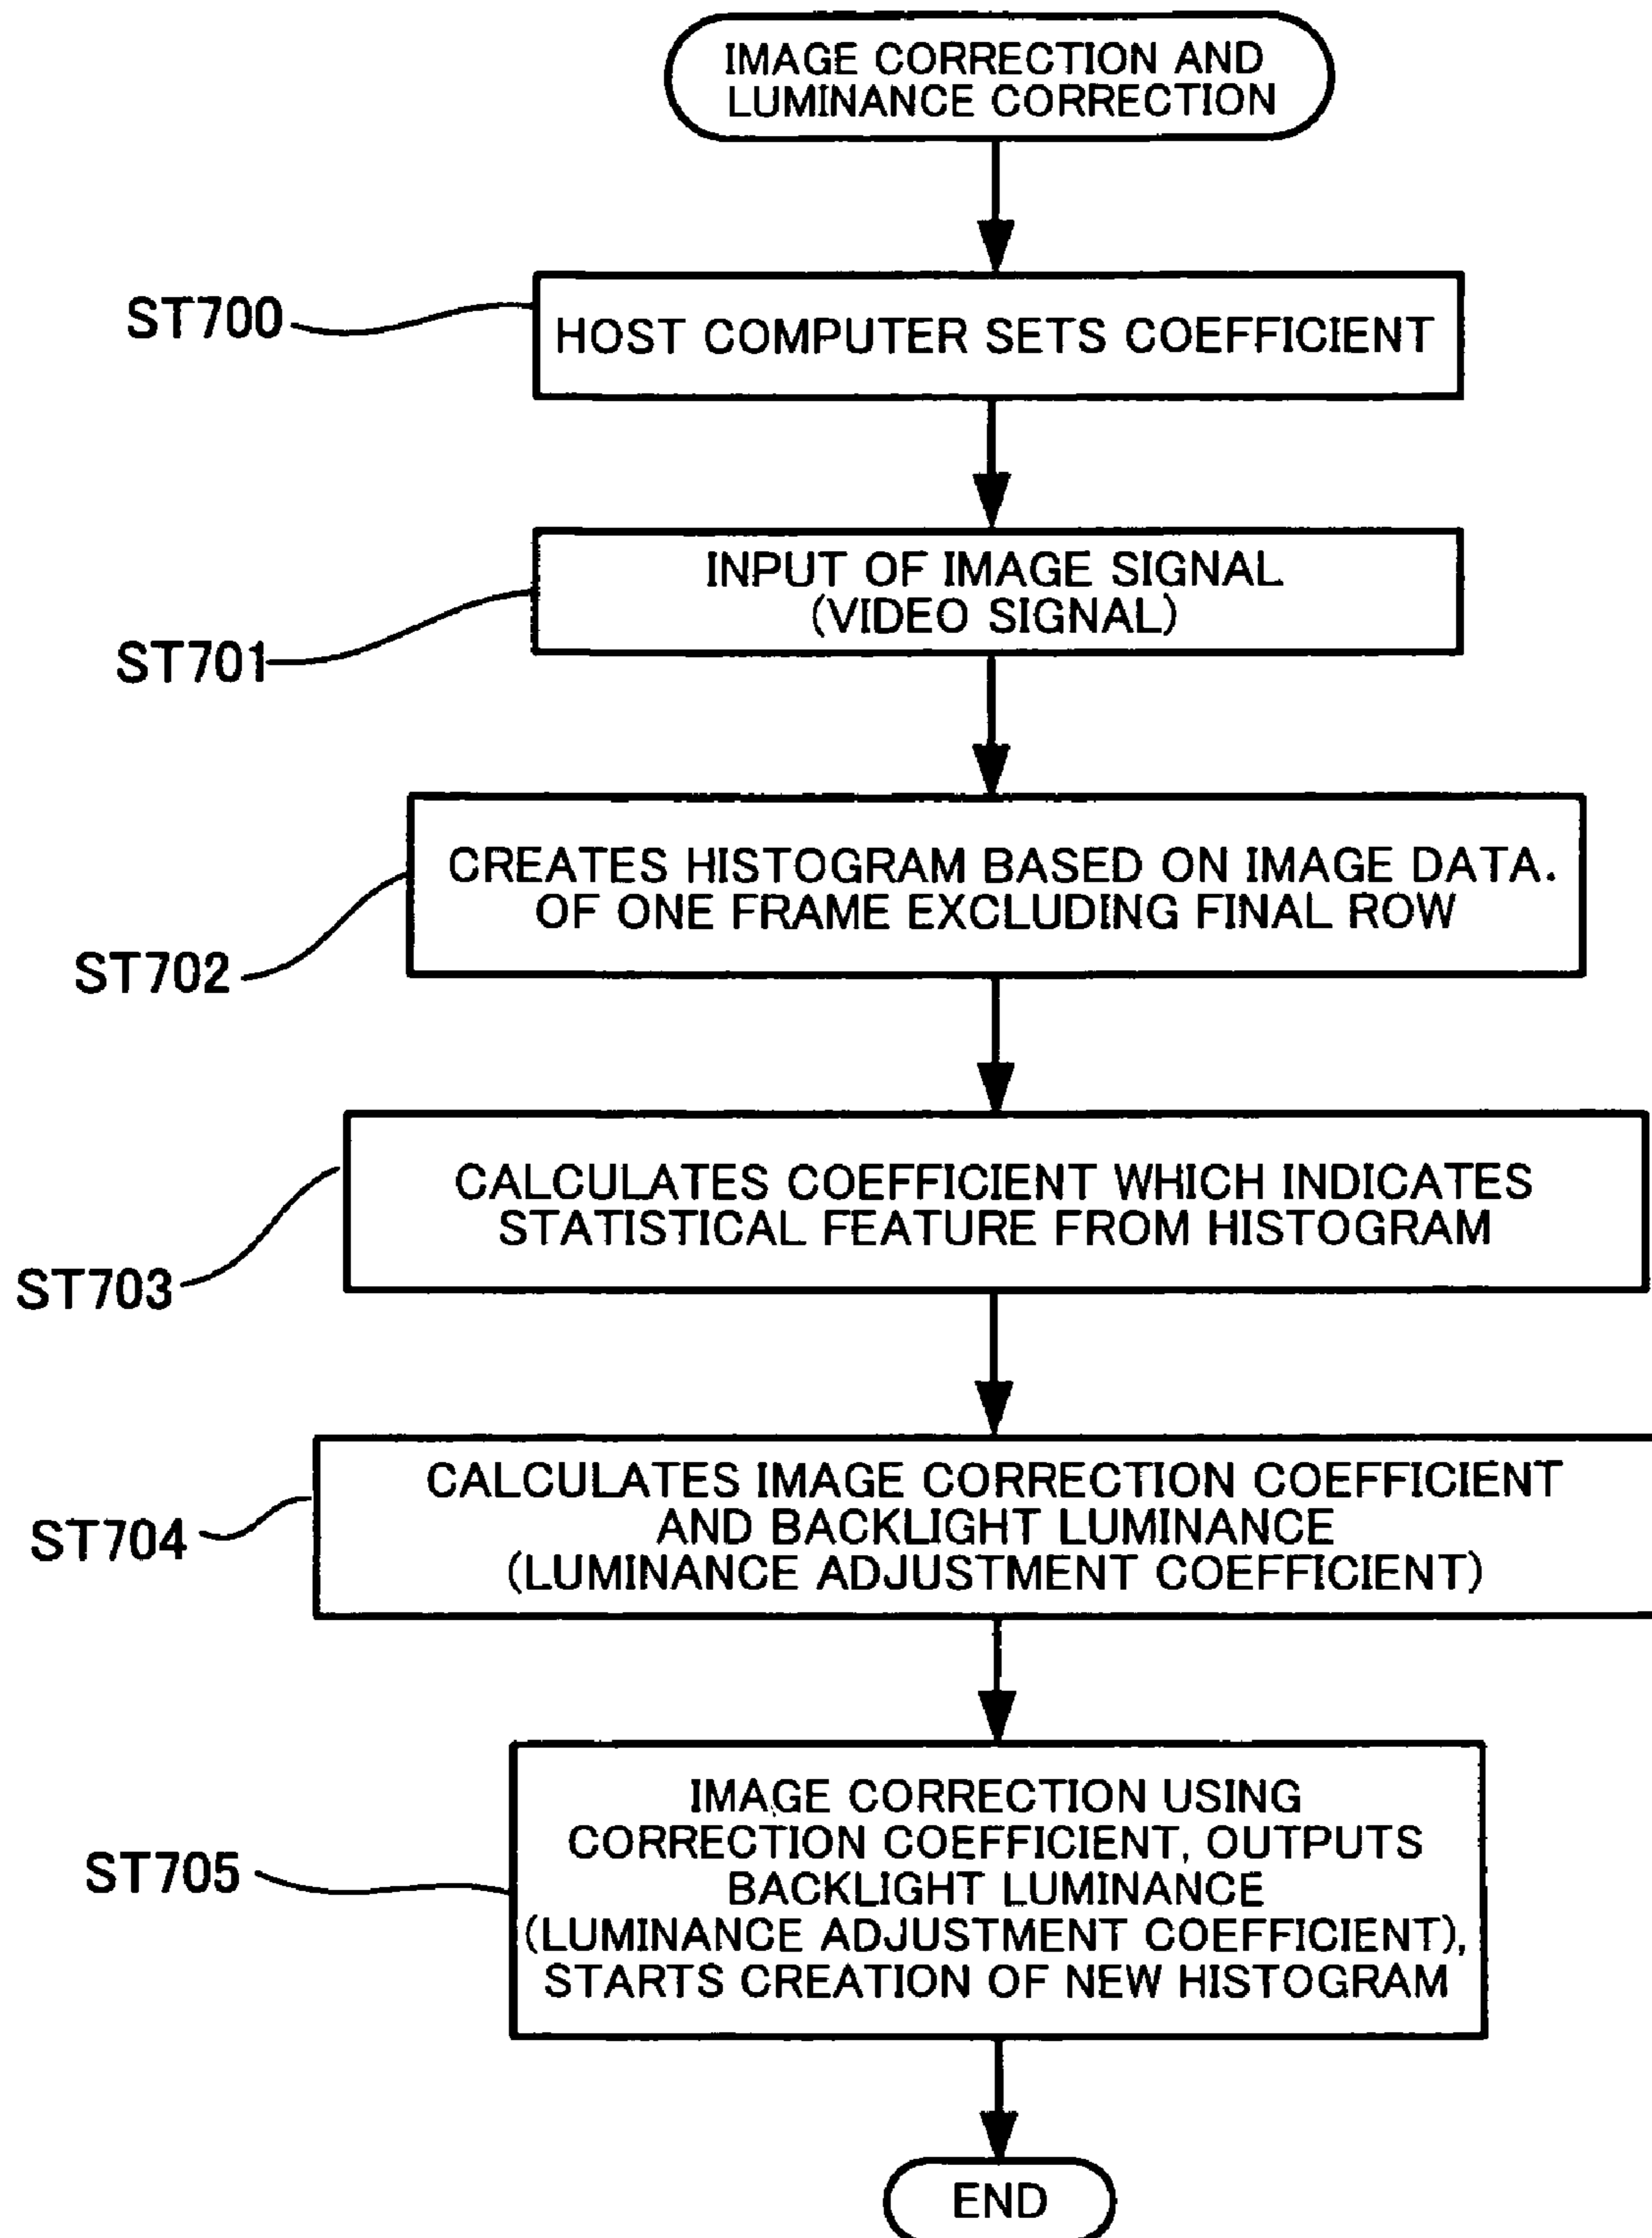 IMAGE CORRECTION AND
LUMINANCE CORRECTION
ST700
HOST COMPUTER SETS COEFFICIENT
INPUT OF IMAGE SIGNAL
(VIDEO SIGNAL)
ST701
CREATES HISTOGRAM BASED ON IMAGE DATA.
OF ONE FRAME EXCLUDING FINAL ROW
ST702
CALCULATES COEFFICIENT WHICH INDICATES
STATISTICAL FEATURE FROM HISTOGRAM
ST703
CALCULATES IMAGE CORRECTION COEFFICIENT
AND BACKLIGHT LUMINANCE
(LUMINANCE ADJUSTMENT COEFFICIENT)
ST704
IMAGE CORRECTION USING
CORRECTION COEFFICIENT, OUTPUTS
BACKLIGHT LUMINANCE
(LUMINANCE ADJUSTMENT COEFFICIENT),
STARTS CREATION OF NEW HISTOGRAM
ST705
END